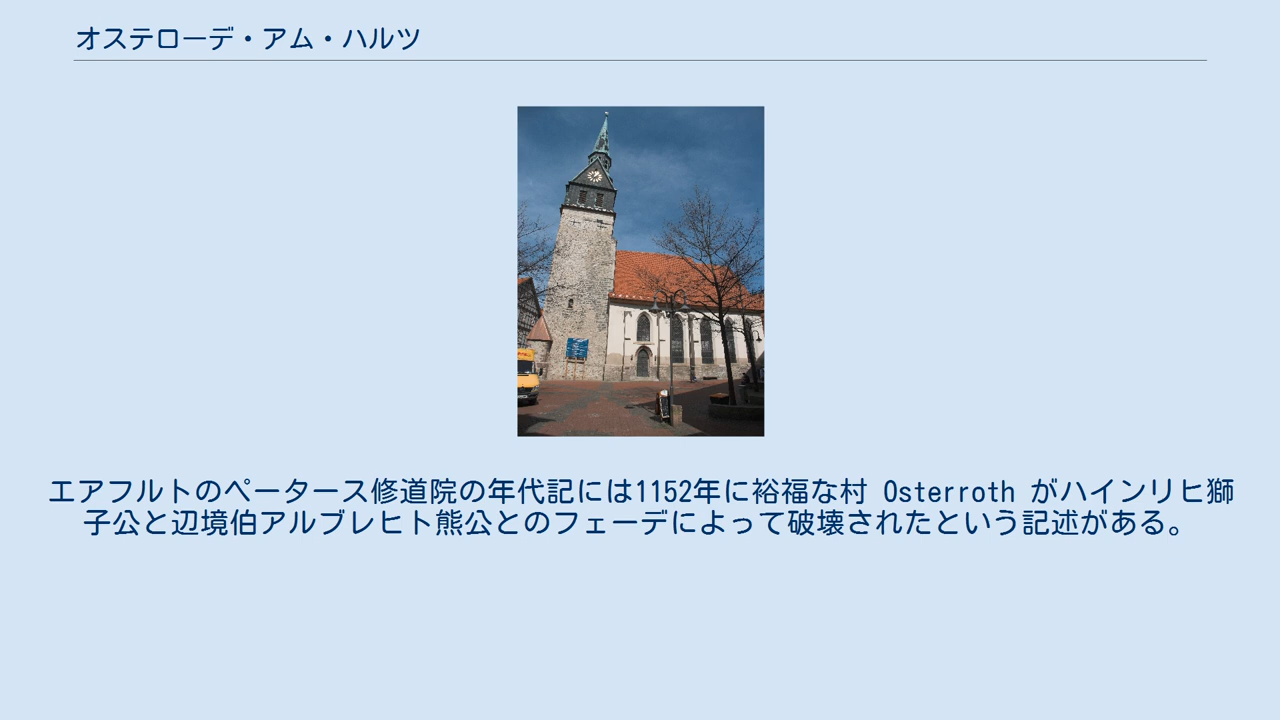 オステローデ・アム・ハルツ
エアフルトのペータース修道院の年代記には1152年に裕福な村 Osterroth がハインリヒ獅
子公と辺境伯アルブレヒト熊公とのフェーデによって破壊されたという記述がある。